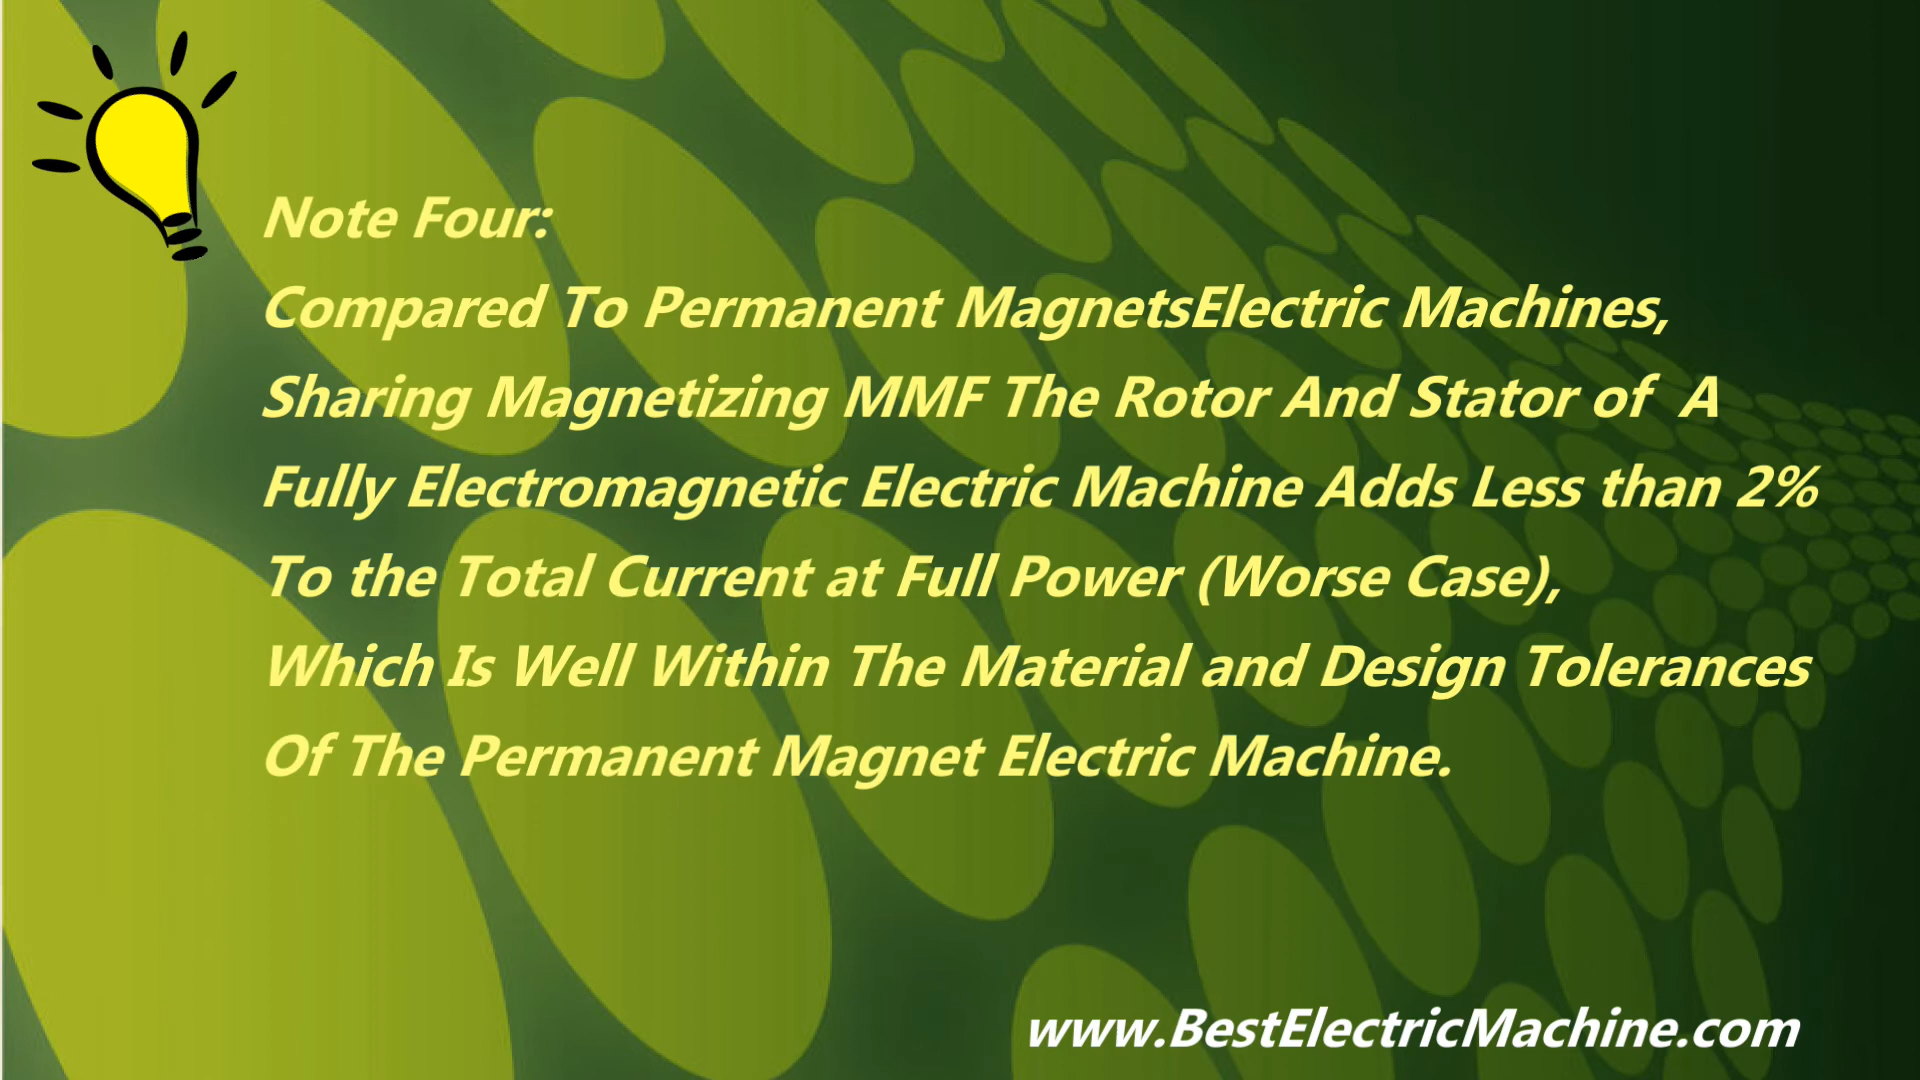 Note Four:
Compared To Permanent MagnetsElectric Machines,
Sharing Magnetizing MMF The Rotor And Stator of A
Fully Electromagnetic Electric Machine Adds Less than 2%
To the Total Current at Full Power (Worse Case),
Which Is Well Within The Material and Design Tolerances
Of The Permanent Magnet Electric Machine.
www.BestElectricMachine.com